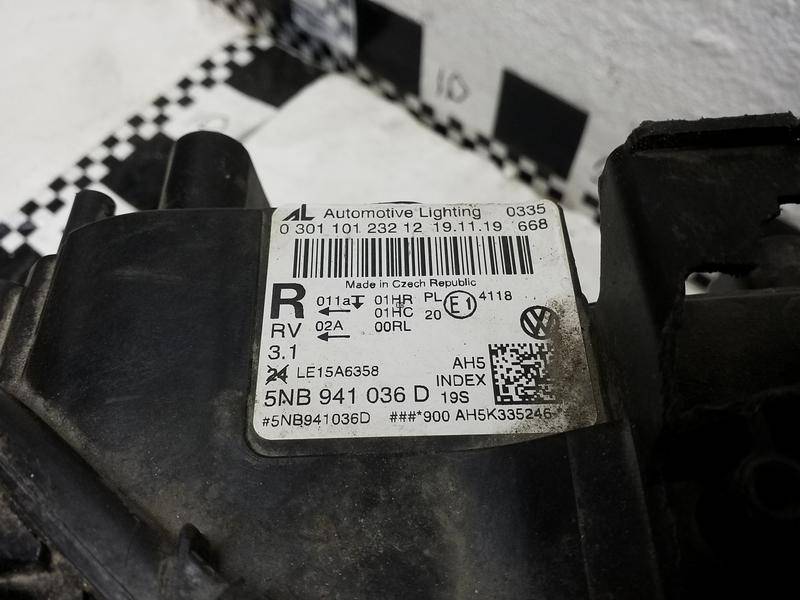 AL Automotive Lighting 0335
0 301 101 232 12 19.11.19 668
Made in Czech Republic
R 011a 01HR PL E1 4118
01HC 20
RV 02A 00RL
3.1
24 LE15A6358 AH5
INDEX
5NB 941 036 D 19S
#5NB941036D ###*900 AH5K335246
10